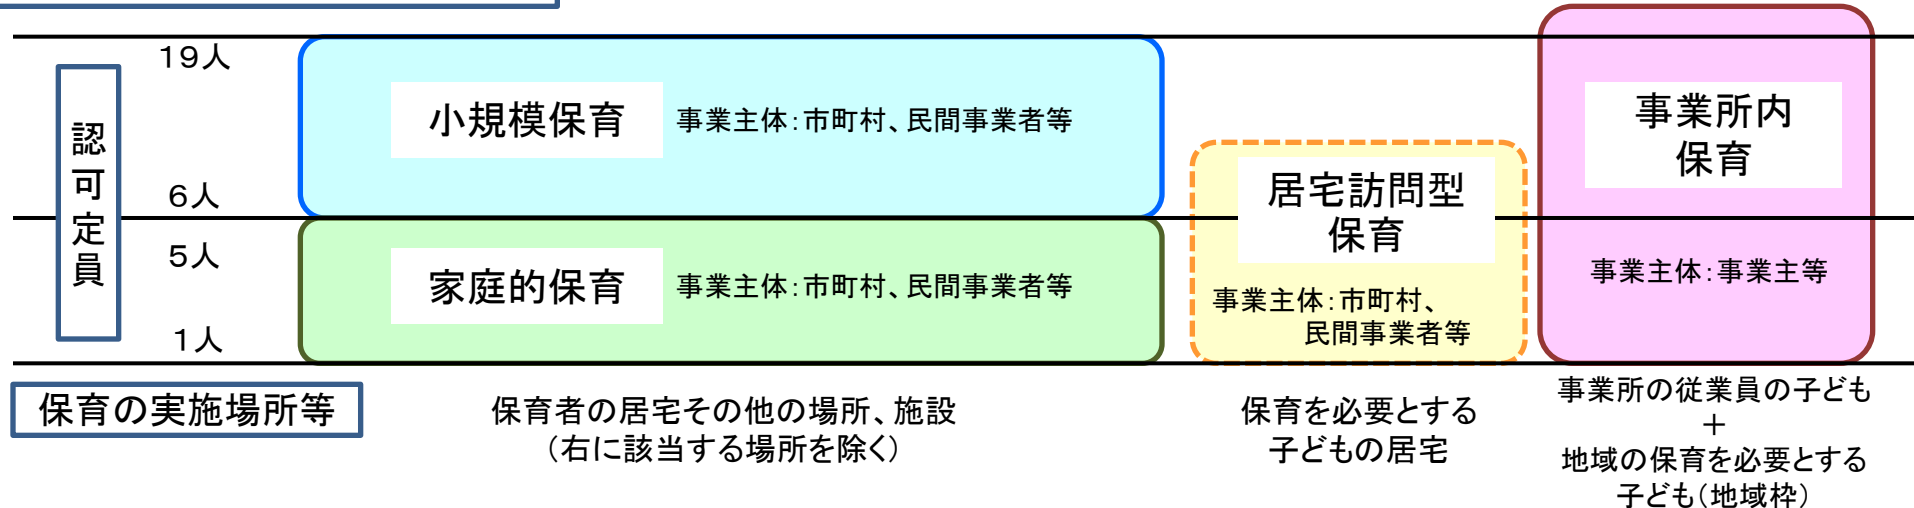 認可定員
19人
6人
5人
1人
小規模保育
事業主体：市町村、民間事業者等
家庭的保育
事業主体：市町村、民間事業者等
居宅訪問型
保育
事業主体：市町村、
民間事業者等
事業所内
保育
事業主体：事業主等
保育の実施場所等
保育者の居宅その他の場所、施設
（右に該当する場所を除く）
保育を必要とする
子どもの居宅
事業所の従業員の子ども
＋
地域の保育を必要とする
子ども（地域枠）